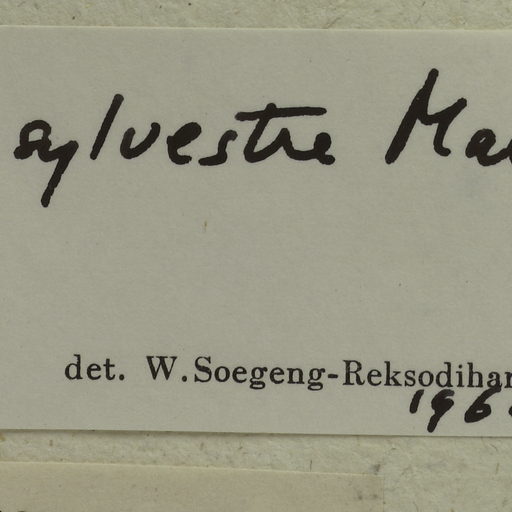 sylvestre Ma
det. W.Soegeng-Reksodihar
196